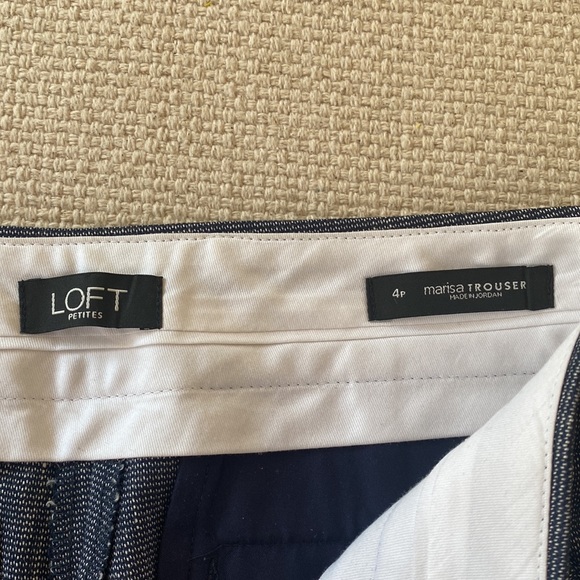 LOFT
PETITES
4P marisa TROUSER
MADE IN JORDAN